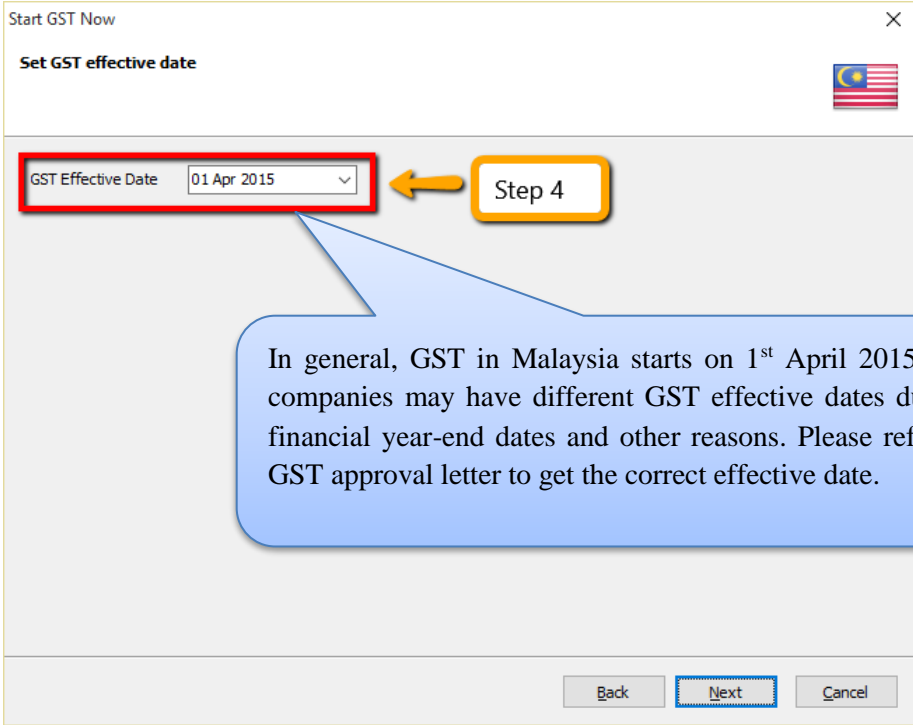 Start GST Now
Set GST effective date
GST Effective Date 01 Apr 2015
Step 4
In general, GST in Malaysia starts on 1st April 2015
companies may have different GST effective dates
financial year-end dates and other reasons. Please
GST approval letter to get the correct effective date.
Back Next Cancel